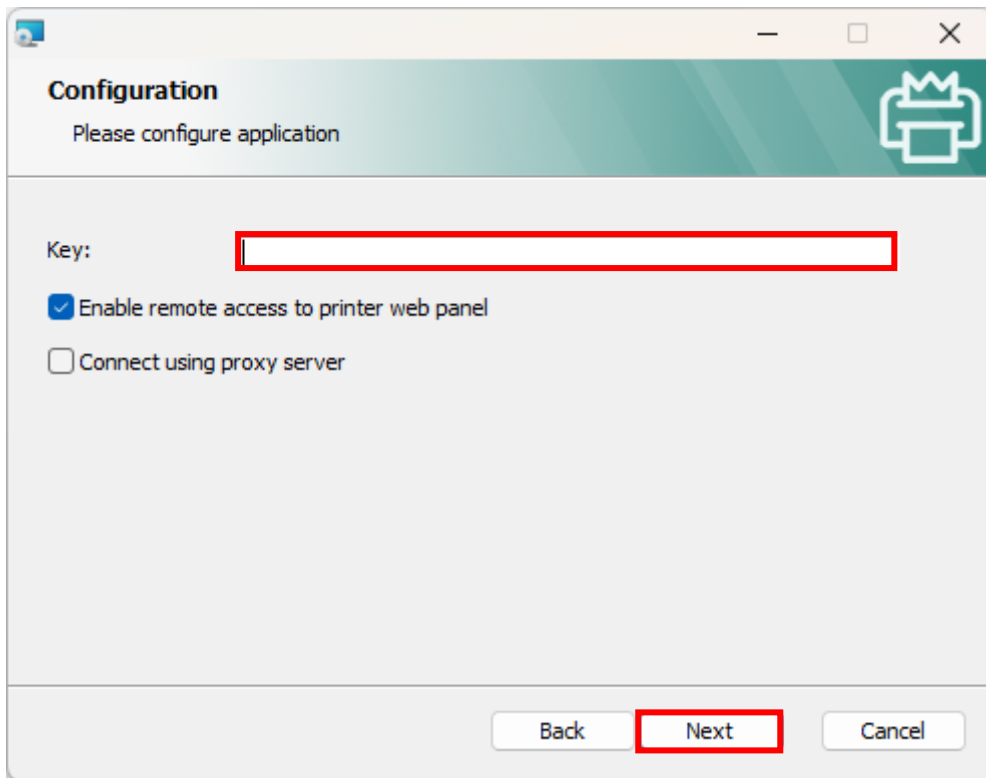 Configuration
Please configure application
Key:
Enable remote access to printer web panel
Connect using proxy server
Back Next Cancel